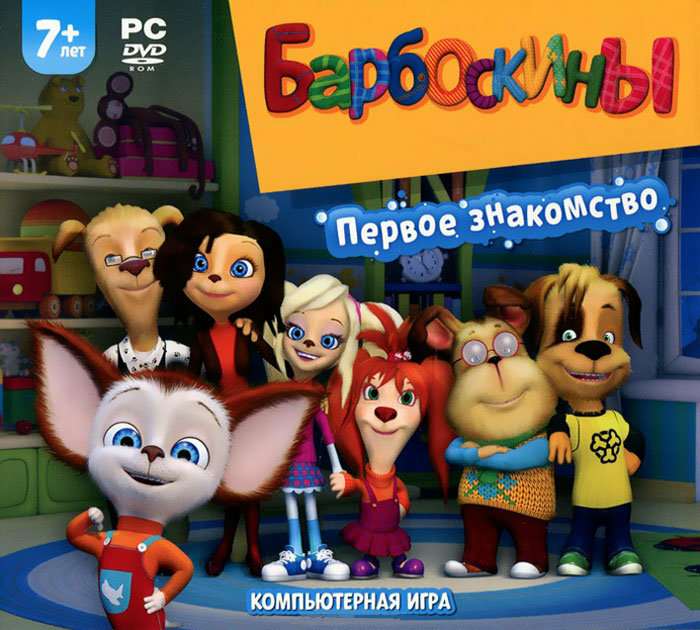 7+
лет
PC
DVD
ROM
Барбоскины
Первое знакомство
КОМПЬЮТЕРНАЯ ИГРА